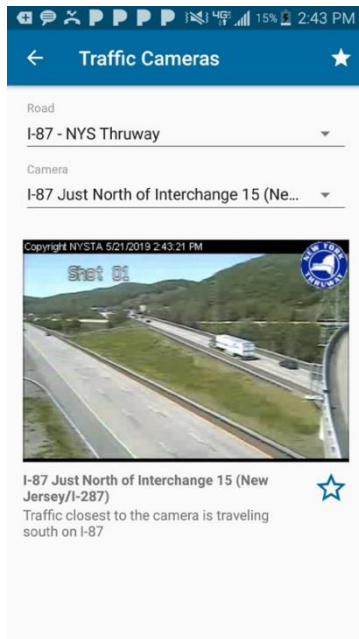 4G 15% 2:43 PM
Traffic Cameras
Road
I-87 - NYS Thruway
Camera
I-87 Just North of Interchange 15 (Ne...
Copyright NYSTA 5/21/2019 2:43:21 PM
Shot 01
NEW YORK
THRUWAY
I-87 Just North of Interchange 15 (New
Jersey/I-287)
Traffic closest to the camera is traveling
south on I-87